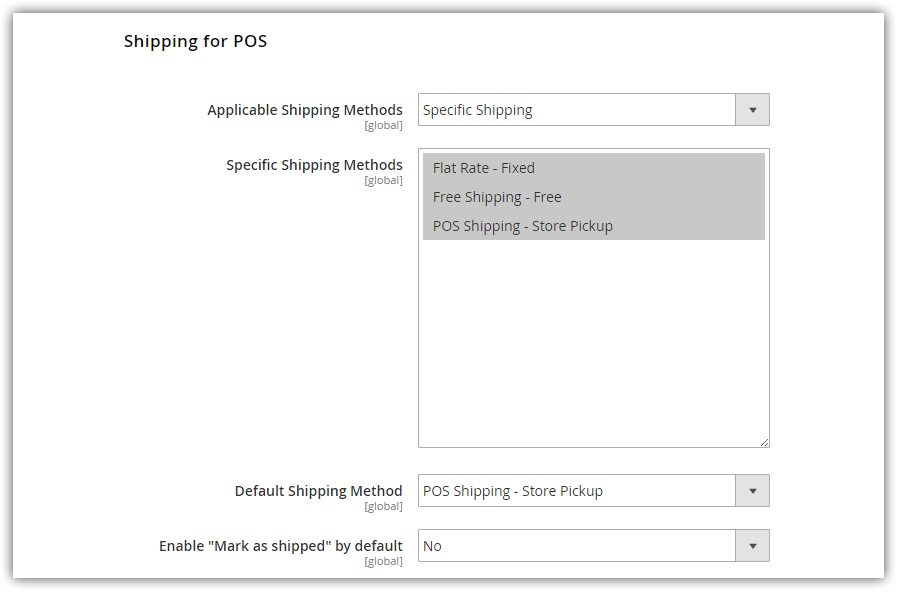 Shipping for POS
Applicable Shipping Methods
[global]
Specific Shipping
Specific Shipping Methods
[global]
Flat Rate - Fixed
Free Shipping - Free
POS Shipping - Store Pickup
Default Shipping Method
[global]
POS Shipping - Store Pickup
Enable "Mark as shipped" by default
[global]
No